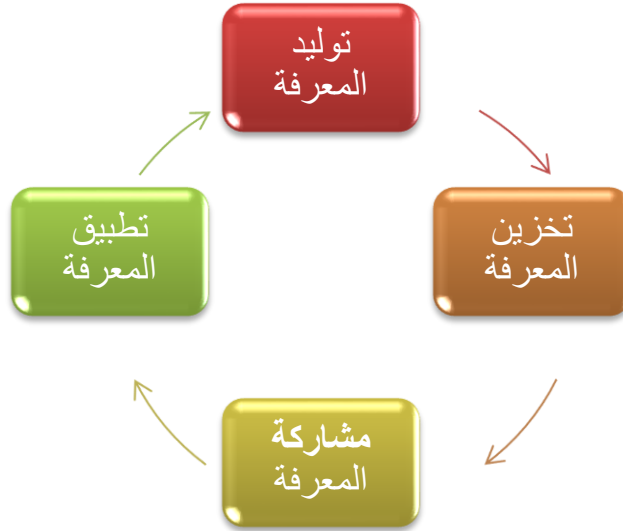 توليد
المعرفة
تخزين
المعرفة
مشاركة
المعرفة
تطبيق
المعرفة